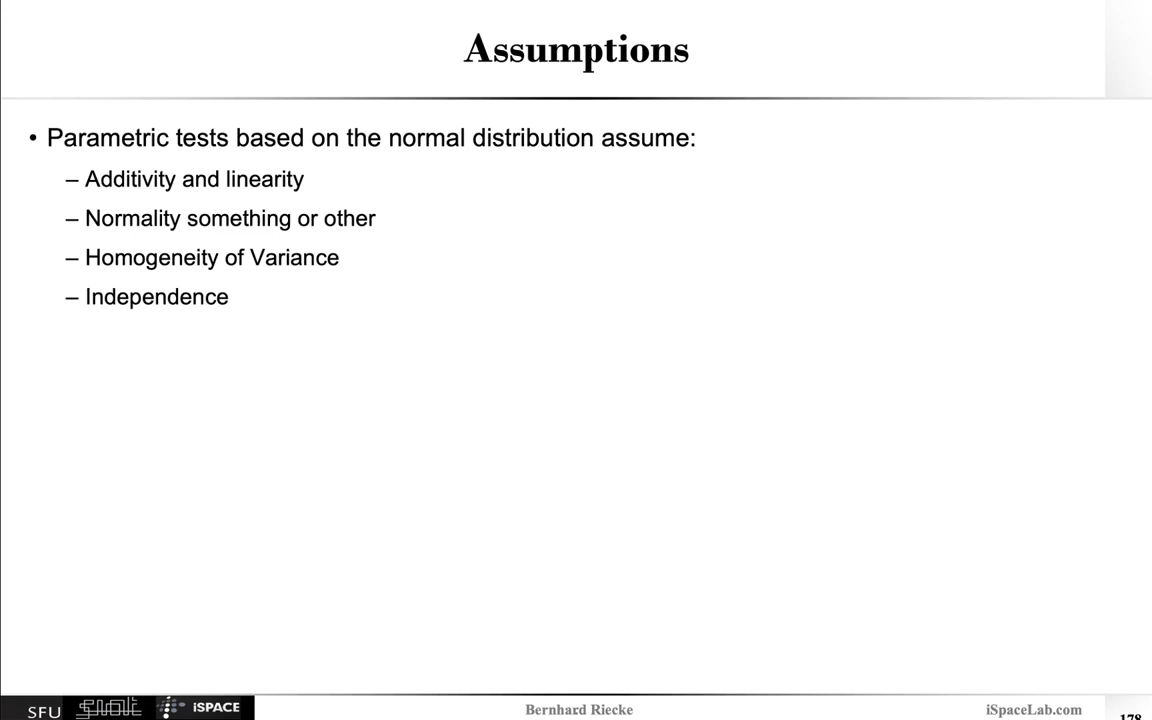 Assumptions
• Parametric tests based on the normal distribution assume:
– Additivity and linearity
– Normality something or other
– Homogeneity of Variance
– Independence
SFU iSPACE Bernhard Riecke iSpaceLab.com 178